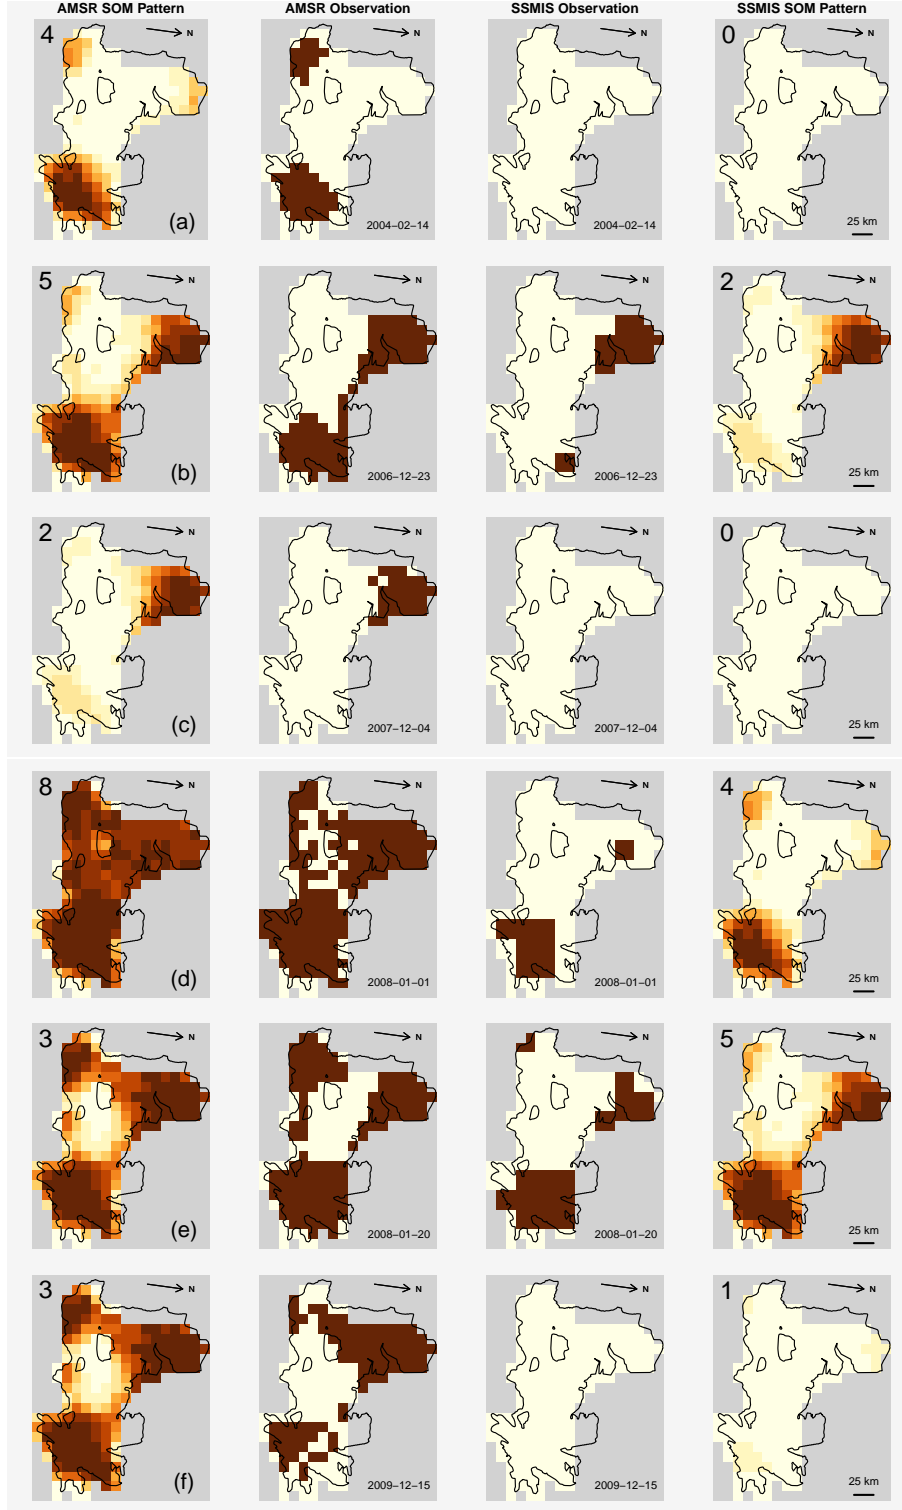 AMSR SOM Pattern AMSR Observation SSMIS Observation SSMIS SOM Pattern
4 N N N 0 N
(a) 2004−02−14 2004−02−14 25 km
5 N N N 2 N
(b) 2006−12−23 2006−12−23 25 km
2 N N N 0 N
(c) 2007−12−04 2007−12−04 25 km
8 N N N 4 N
(d) 2008−01−01 2008−01−01 25 km
3 N N N 5 N
(e) 2008−01−20 2008−01−20 25 km
3 N N N 1 N
(f) 2009−12−15 2009−12−15 25 km